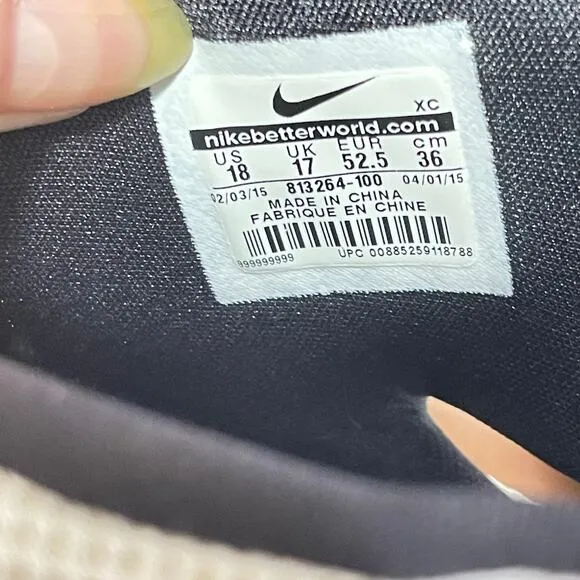 XC
nikebetterworld.com
US UK EUR cm
18 17 52.5 36
02/03/15 813264-100 04/01/15
MADE IN CHINA
FABRIQUE EN CHINE
999999999 UPC 00885259118788